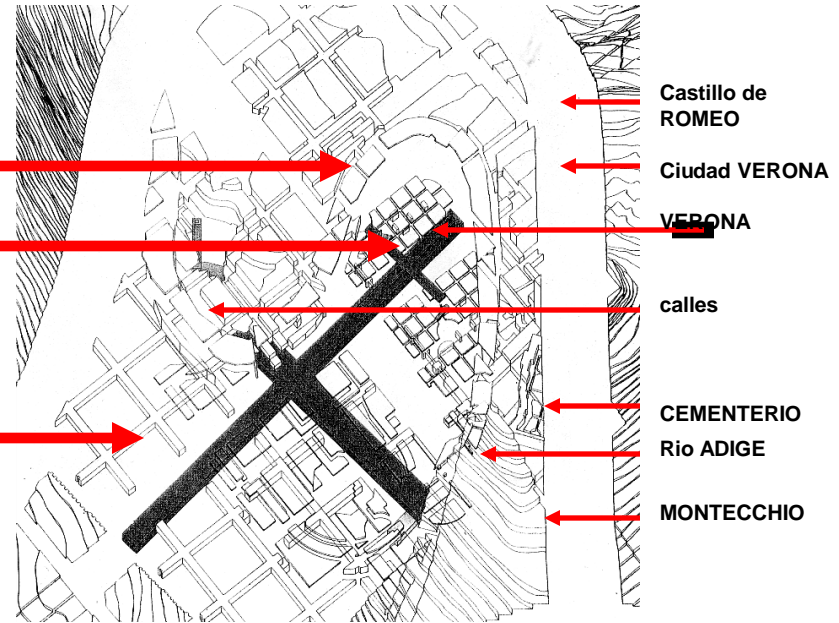 Castillo de
ROMEO
Ciudad VERONA
VERONA
calles
CEMENTERIO
Rio ADIGE
MONTECCHIO